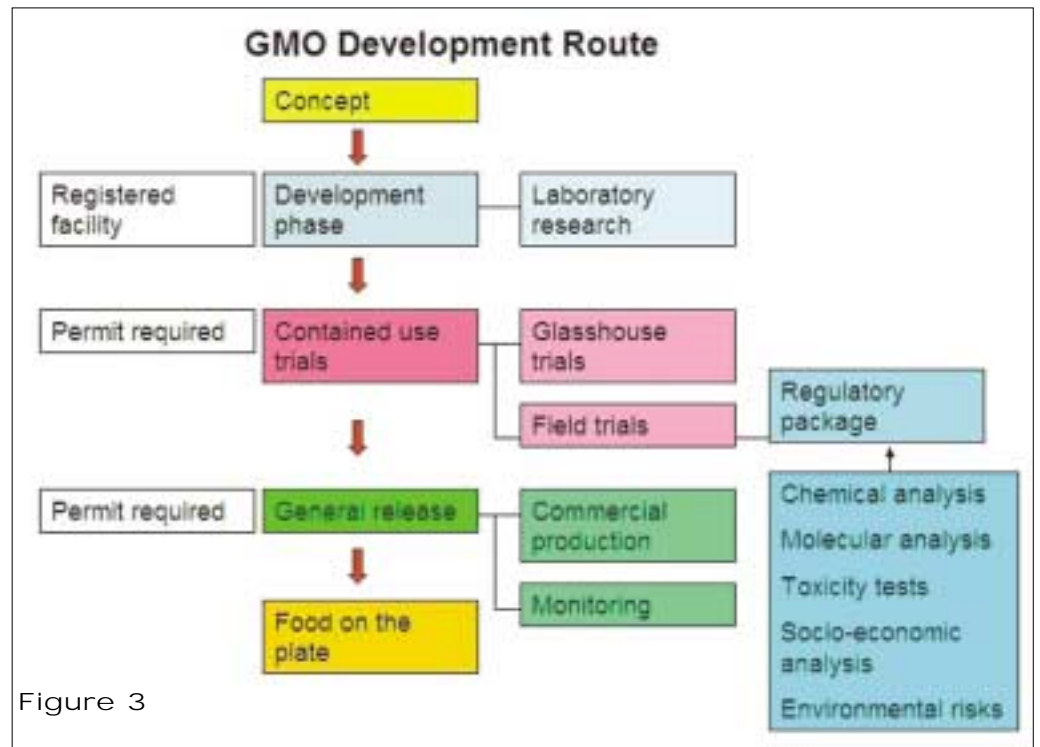 GMO Development Route
Concept
Registered
facility
Development
phase
Laboratory
research
Permit required
Contained use
trials
Glasshouse
trials
Field trials
Regulatory
package
Permit required
General release
Commercial
production
Monitoring
Food on the
plate
Chemical analysis
Molecular analysis
Toxicity tests
Socio-economic
analysis
Environmental risks
Figure 3